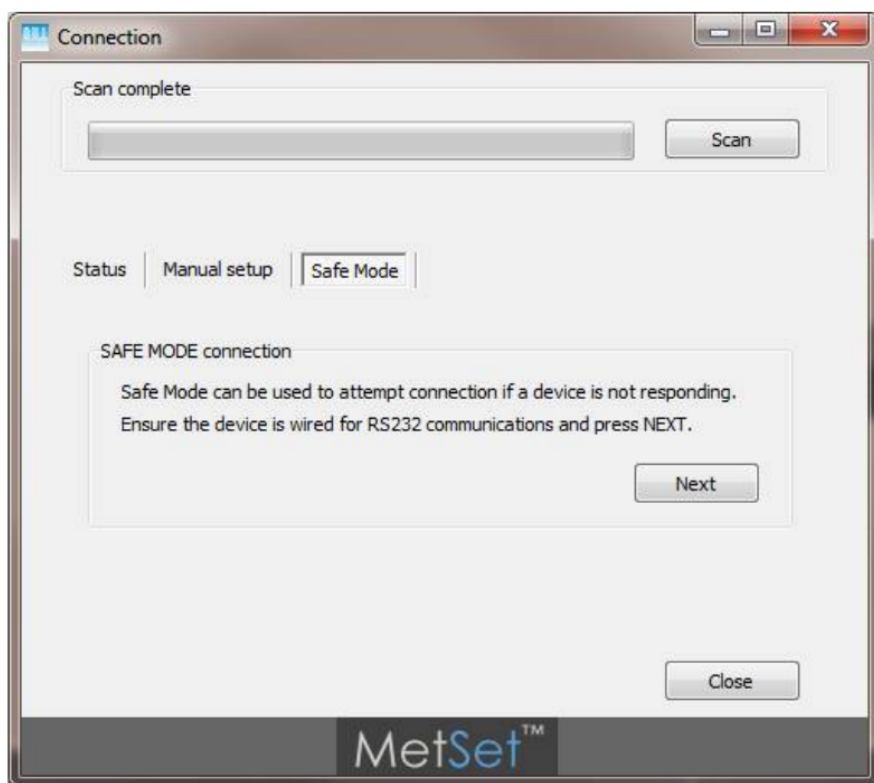 Connection
Scan complete
Scan
Status Manual setup Safe Mode
SAFE MODE connection
Safe Mode can be used to attempt connection if a device is not responding.
Ensure the device is wired for RS232 communications and press NEXT.
Next
Close
MetSet™